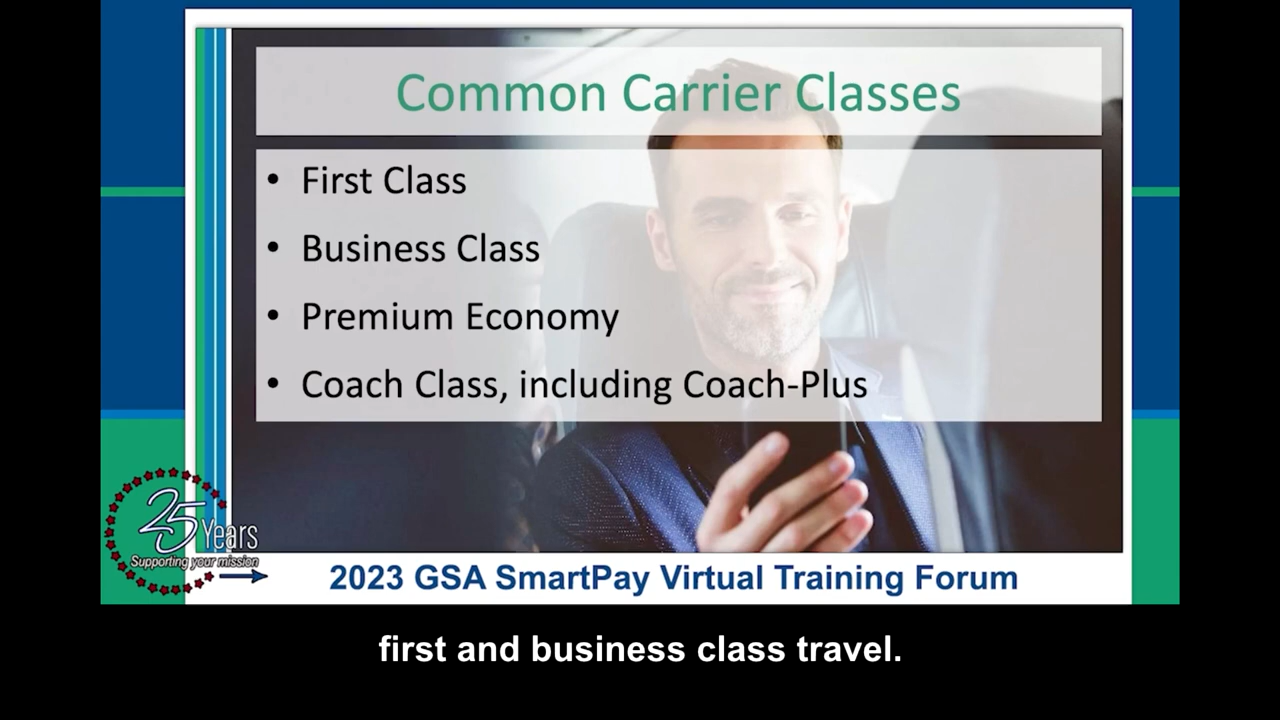 Common Carrier Classes
• First Class
• Business Class
• Premium Economy
• Coach Class, including Coach-Plus
25 Years
Supporting your mission
2023 GSA SmartPay Virtual Training Forum
first and business class travel.